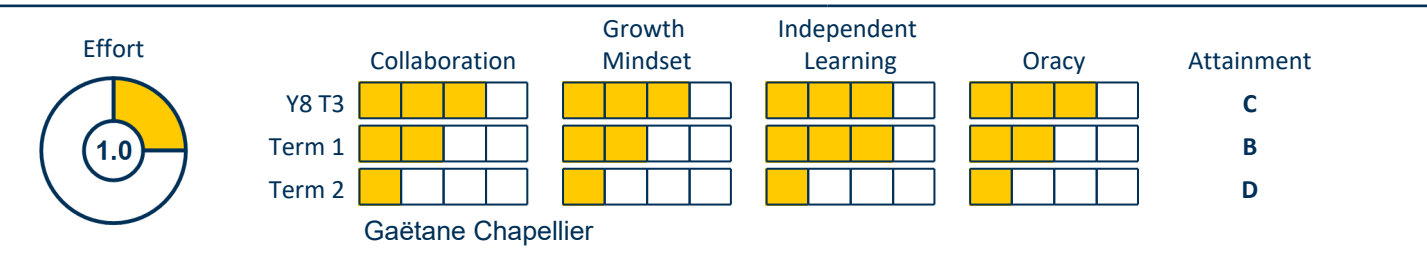 Effort
Collaboration
Growth
Mindset
Independent
Learning
Oracy
Attainment
1.0
Y8 T3
C
Term 1
B
Term 2
D
Gaëtane Chapellier